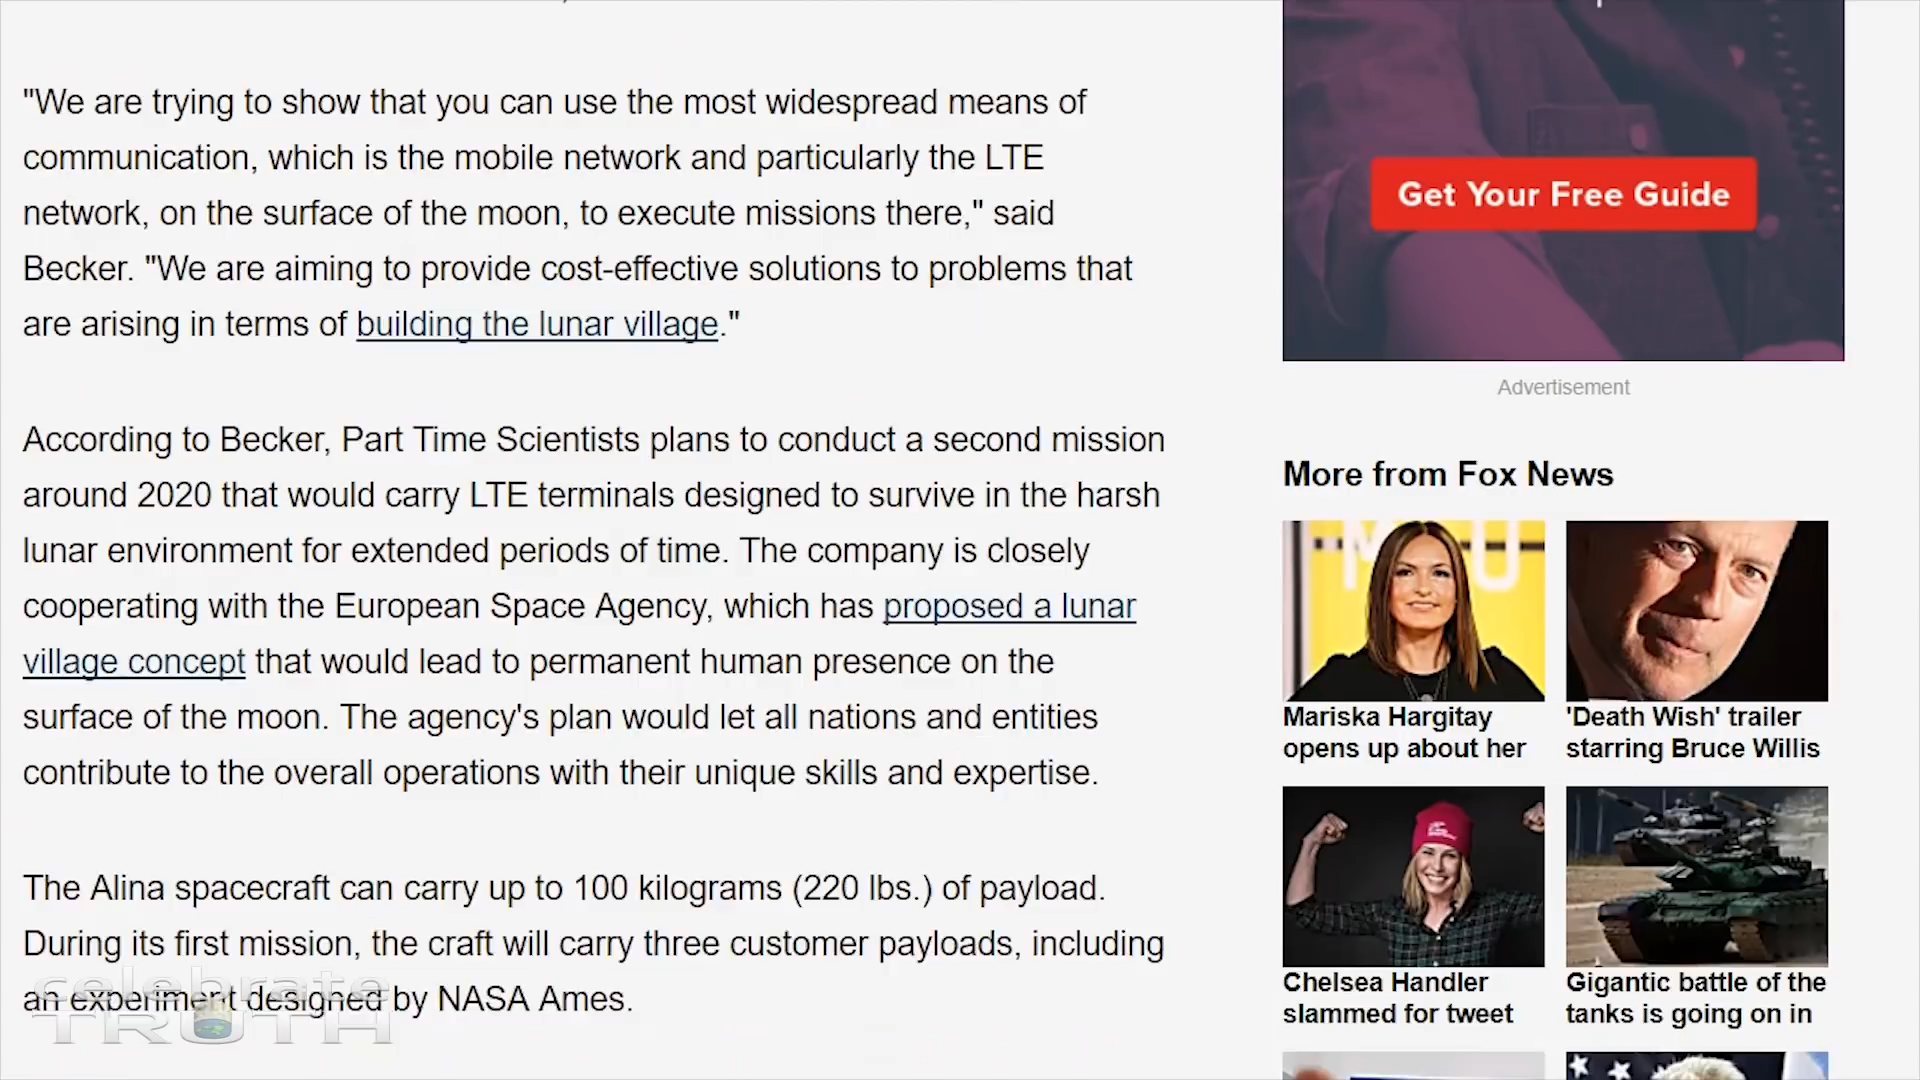 "We are trying to show that you can use the most widespread means of
communication, which is the mobile network and particularly the LTE
network, on the surface of the moon, to execute missions there," said
Becker. "We are aiming to provide cost-effective solutions to problems that
are arising in terms of building the lunar village."
According to Becker, Part Time Scientists plans to conduct a second mission
around 2020 that would carry LTE terminals designed to survive in the harsh
lunar environment for extended periods of time. The company is closely
cooperating with the European Space Agency, which has proposed a lunar
village concept that would lead to permanent human presence on the
surface of the moon. The agency's plan would let all nations and entities
contribute to the overall operations with their unique skills and expertise.
The Alina spacecraft can carry up to 100 kilograms (220 lbs.) of payload.
During its first mission, the craft will carry three customer payloads, including
an experiment designed by NASA Ames.
celebrate
TRUTH
Get Your Free Guide
Advertisement
More from Fox News
Mariska Hargitay
opens up about her
'Death Wish' trailer
starring Bruce Willis
Chelsea Handler
slammed for tweet
Gigantic battle of the
tanks is going on in